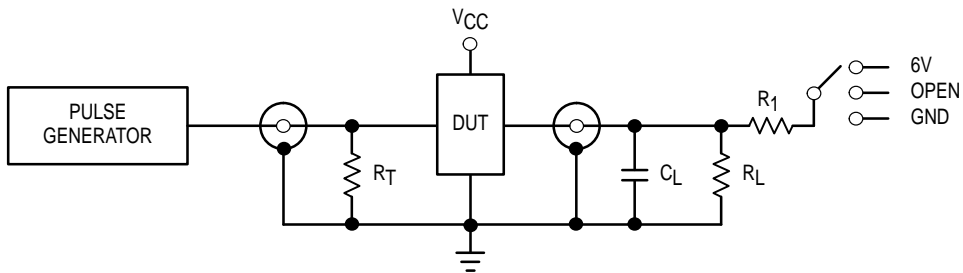 VCC
PULSE
GENERATOR
DUT
RT
CL
RL
R1
6V
OPEN
GND